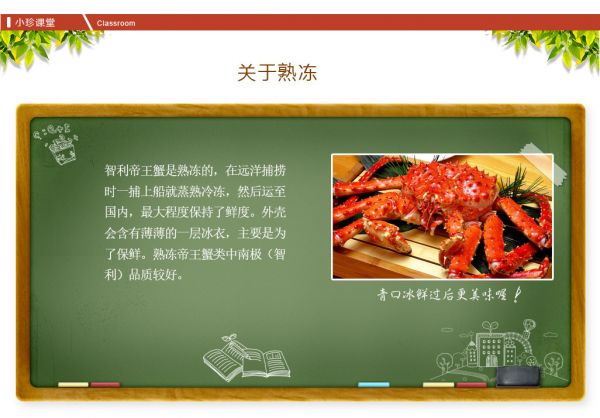 小珍课堂 Classroom
关于熟冻
智利帝王蟹是熟冻的，在远洋捕捞
时一捕上船就蒸熟冷冻，然后运至
国内，最大程度保持了鲜度。外壳
会含有薄薄的一层冰衣，主要是为
了保鲜。熟冻帝王蟹类中南极（智
利）品质较好。
青口冰鲜过后更美味喔！